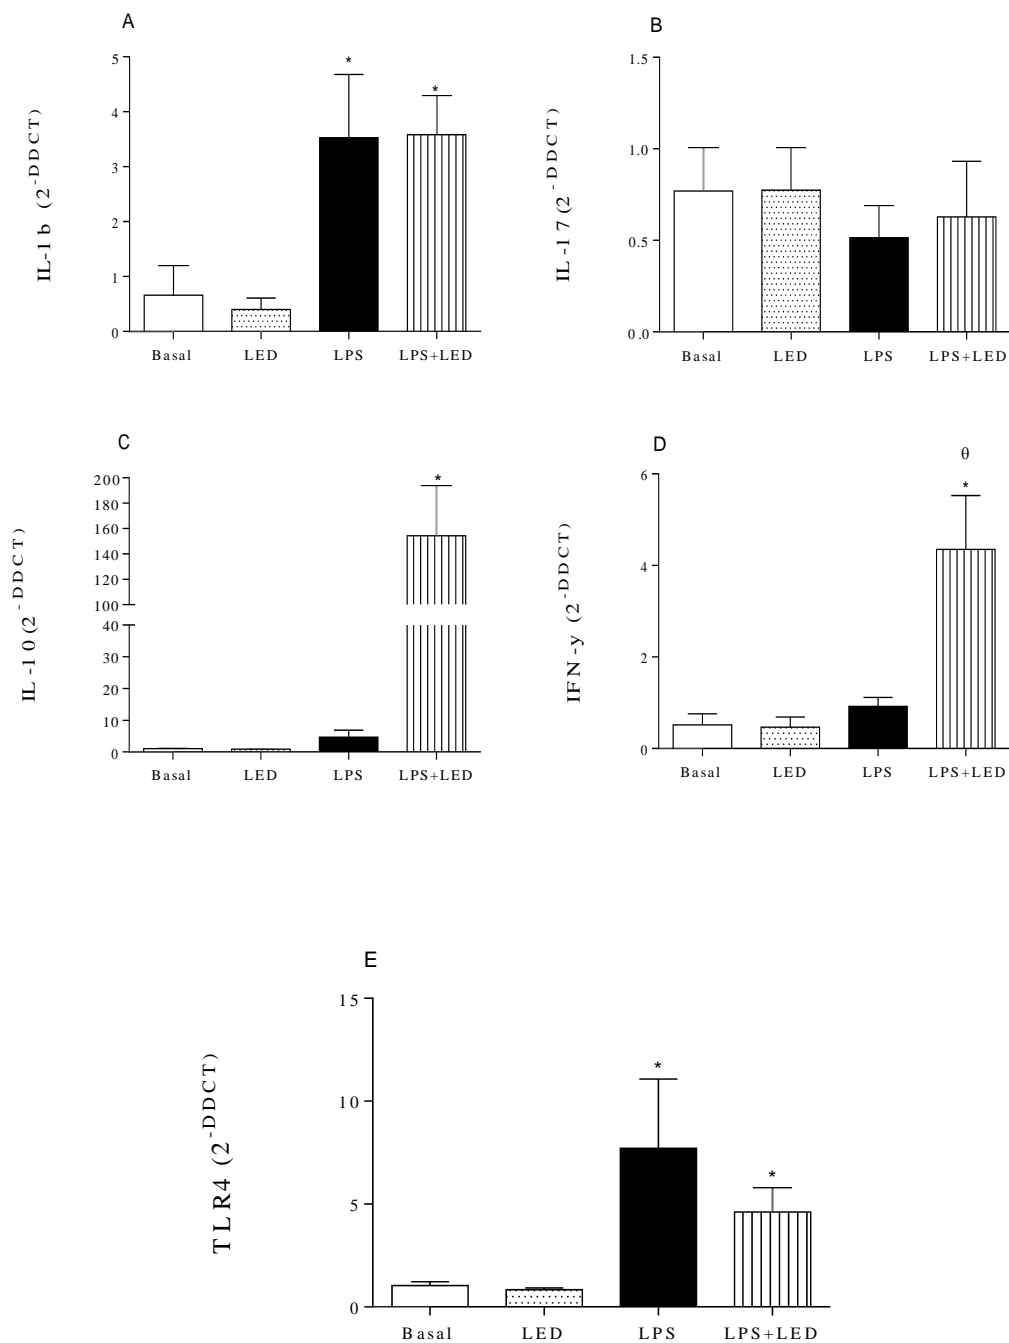 A
IL-1b (2^-DDCT)
5
4
3
2
1
0
* *
Basal LED LPS LPS+LED
B
IL-17(2^-DDCT)
1.5
1.0
0.5
0.0
Basal LED LPS LPS+LED
C
IL-10(2^-DDCT)
200
180
160
140
120
100
40
30
20
10
0
*
Basal LED LPS LPS+LED
D
IFN-y (2^-DDCT)
6
4
2
0
θ
*
Basal LED LPS LPS+LED
E
TLR4 (2^-DDCT)
15
10
5
0
* *
Basal LED LPS LPS+LED